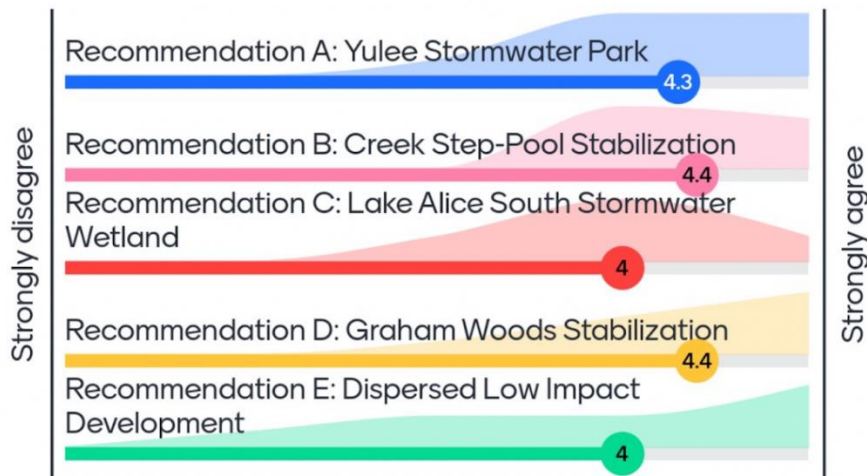 Strongly disagree
Recommendation A: Yulee Stormwater Park
4.3
Recommendation B: Creek Step-Pool Stabilization
4.4
Recommendation C: Lake Alice South Stormwater
Wetland
4
Recommendation D: Graham Woods Stabilization
4.4
Recommendation E: Dispersed Low Impact
Development
4
Strongly agree